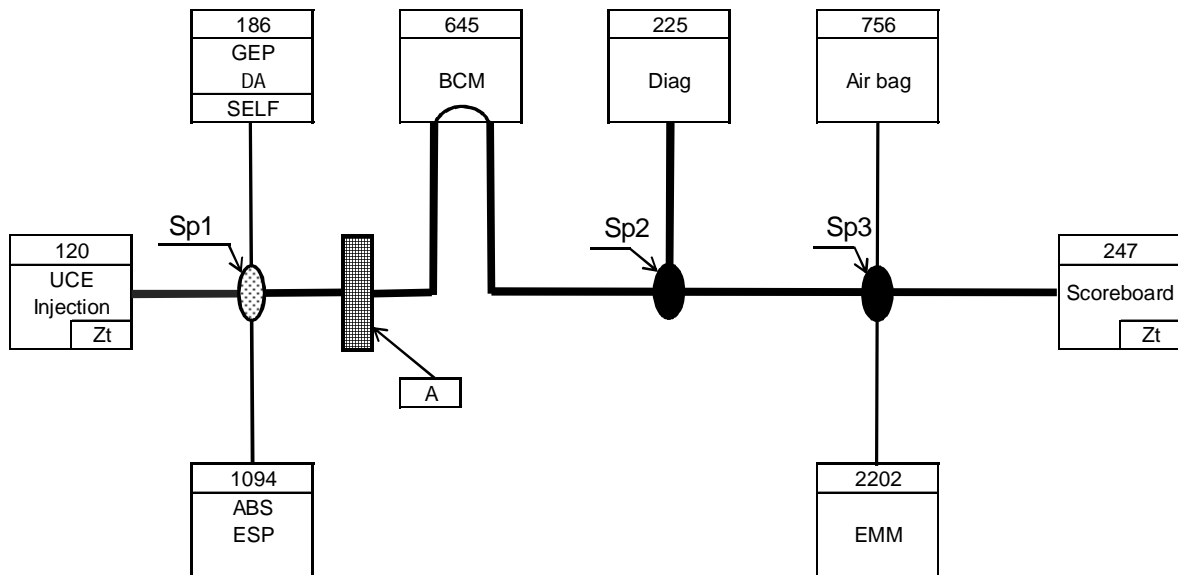 186
GEP
DA
SELF
645
BCM
225
Diag
756
Air bag
Sp1
Sp2
Sp3
120
UCE
Injection
Zt
247
Scoreboard
Zt
A
1094
ABS
ESP
2202
EMM